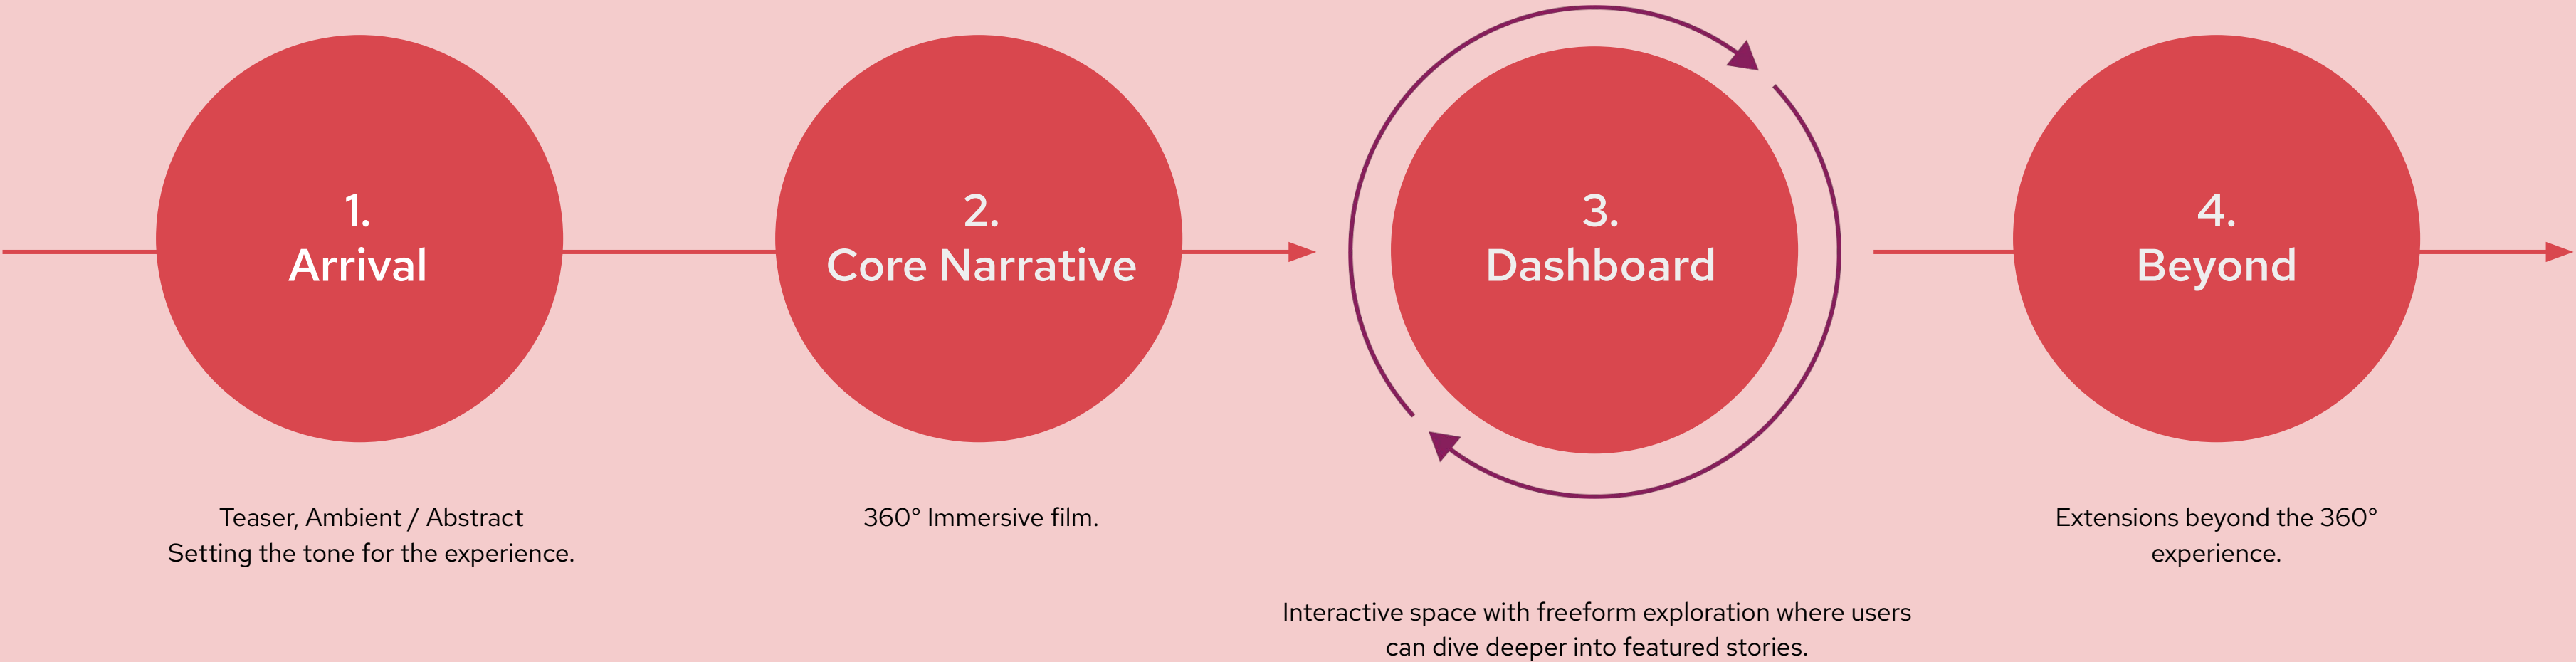 1.
Arrival
Teaser, Ambient / Abstract
Setting the tone for the experience.
2.
Core Narrative
360° Immersive film.
3.
Dashboard
Interactive space with freeform exploration where users
can dive deeper into featured stories.
4.
Beyond
Extensions beyond the 360°
experience.